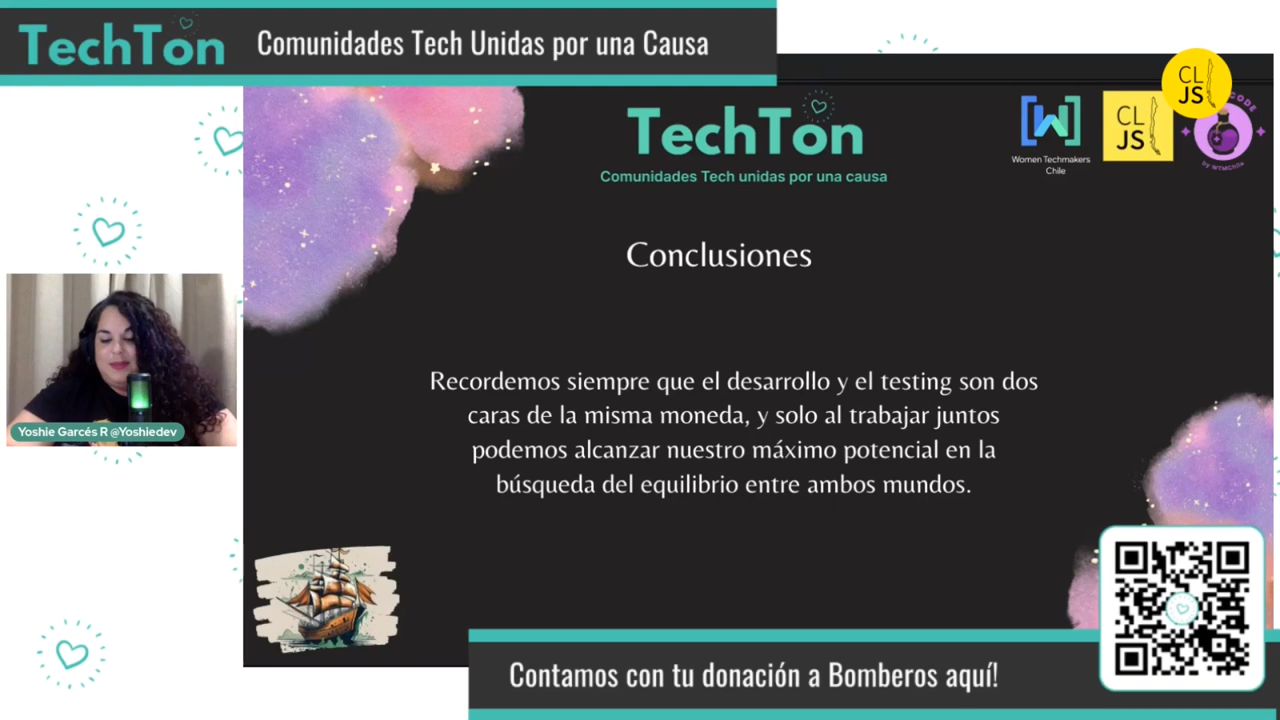 TechTon
Comunidades Tech Unidas por una Causa
CL
JS
TechTon
Comunidades Tech unidas por una causa
Women Techmakers
Chile
CL
JS
CODE
by WTMChile
Conclusiones
Recordemos siempre que el desarrollo y el testing son dos
caras de la misma moneda, y solo al trabajar juntos
podemos alcanzar nuestro máximo potencial en la
búsqueda del equilibrio entre ambos mundos.
Yoshie Garcés R @Yoshiedev
Contamos con tu donación a Bomberos aquí!